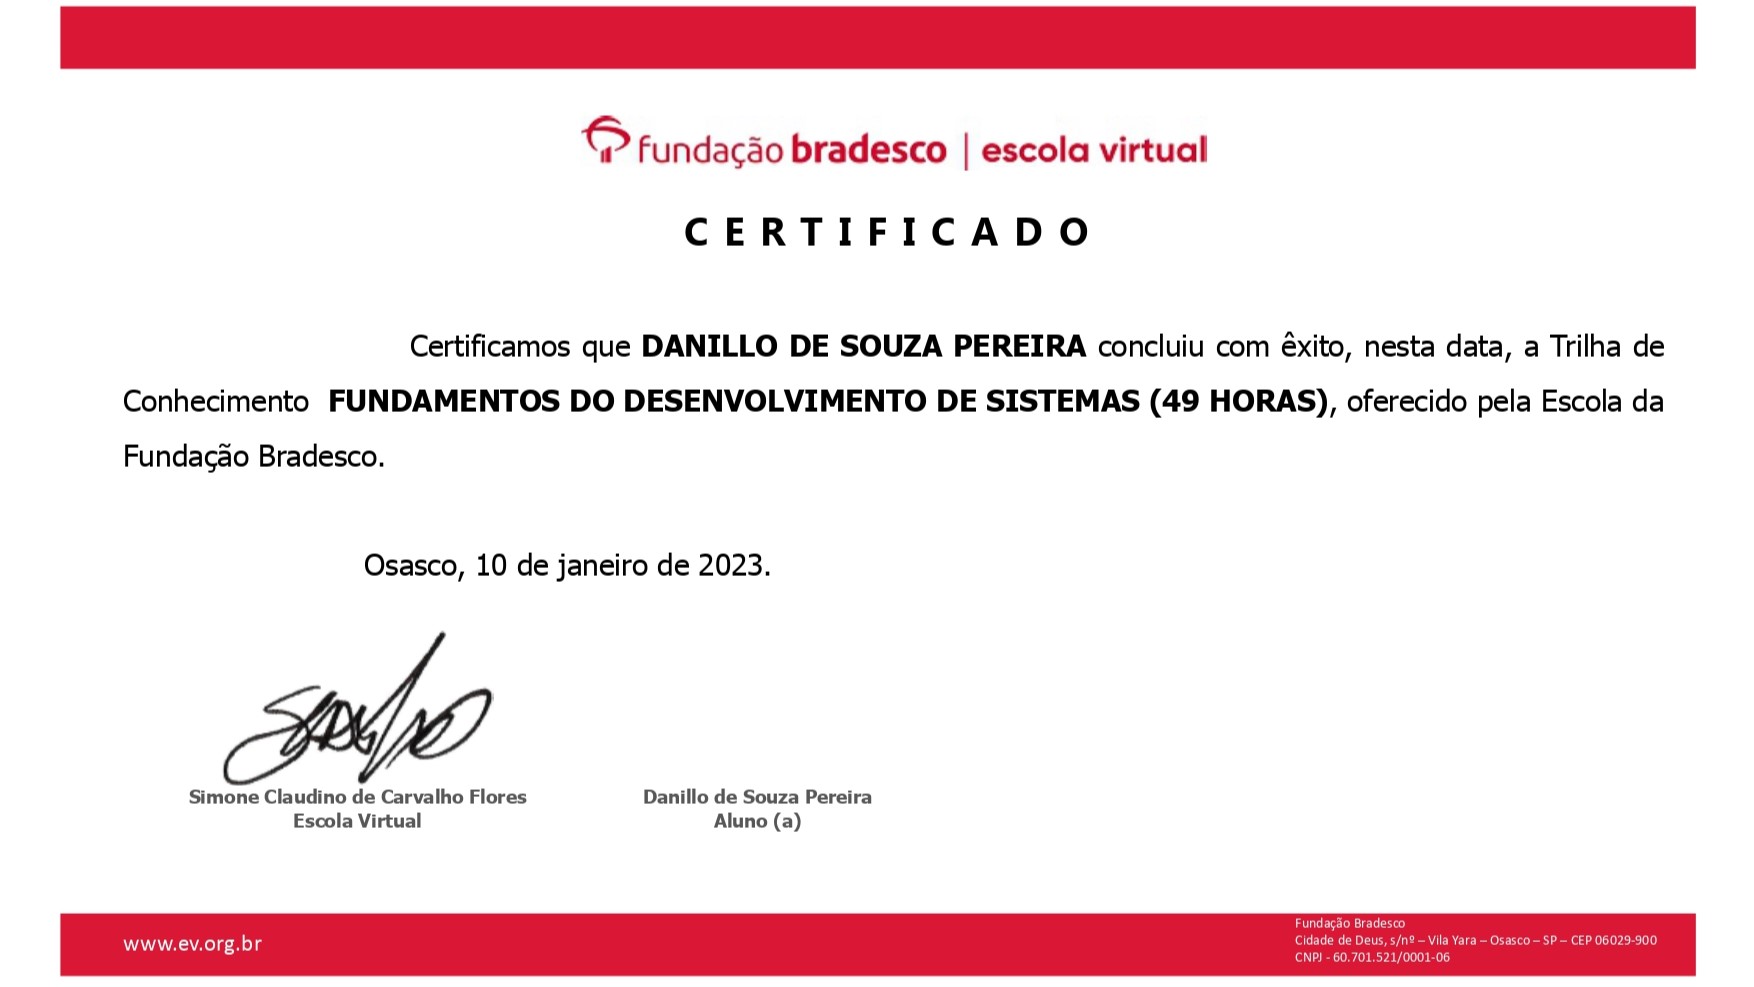 fundação bradesco | escola virtual
CERTIFICADO
Certificamos que DANILLO DE SOUZA PEREIRA concluiu com êxito, nesta data, a Trilha de
Conhecimento FUNDAMENTOS DO DESENVOLVIMENTO DE SISTEMAS (49 HORAS), oferecido pela Escola da
Fundação Bradesco.
Osasco, 10 de janeiro de 2023.
Simone Claudino de Carvalho Flores
Escola Virtual
Danillo de Souza Pereira
Aluno (a)
www.ev.org.br
Fundação Bradesco
Cidade de Deus, s/nº – Vila Yara – Osasco – SP – CEP 06029-900
CNPJ - 60.701.521/0001-06